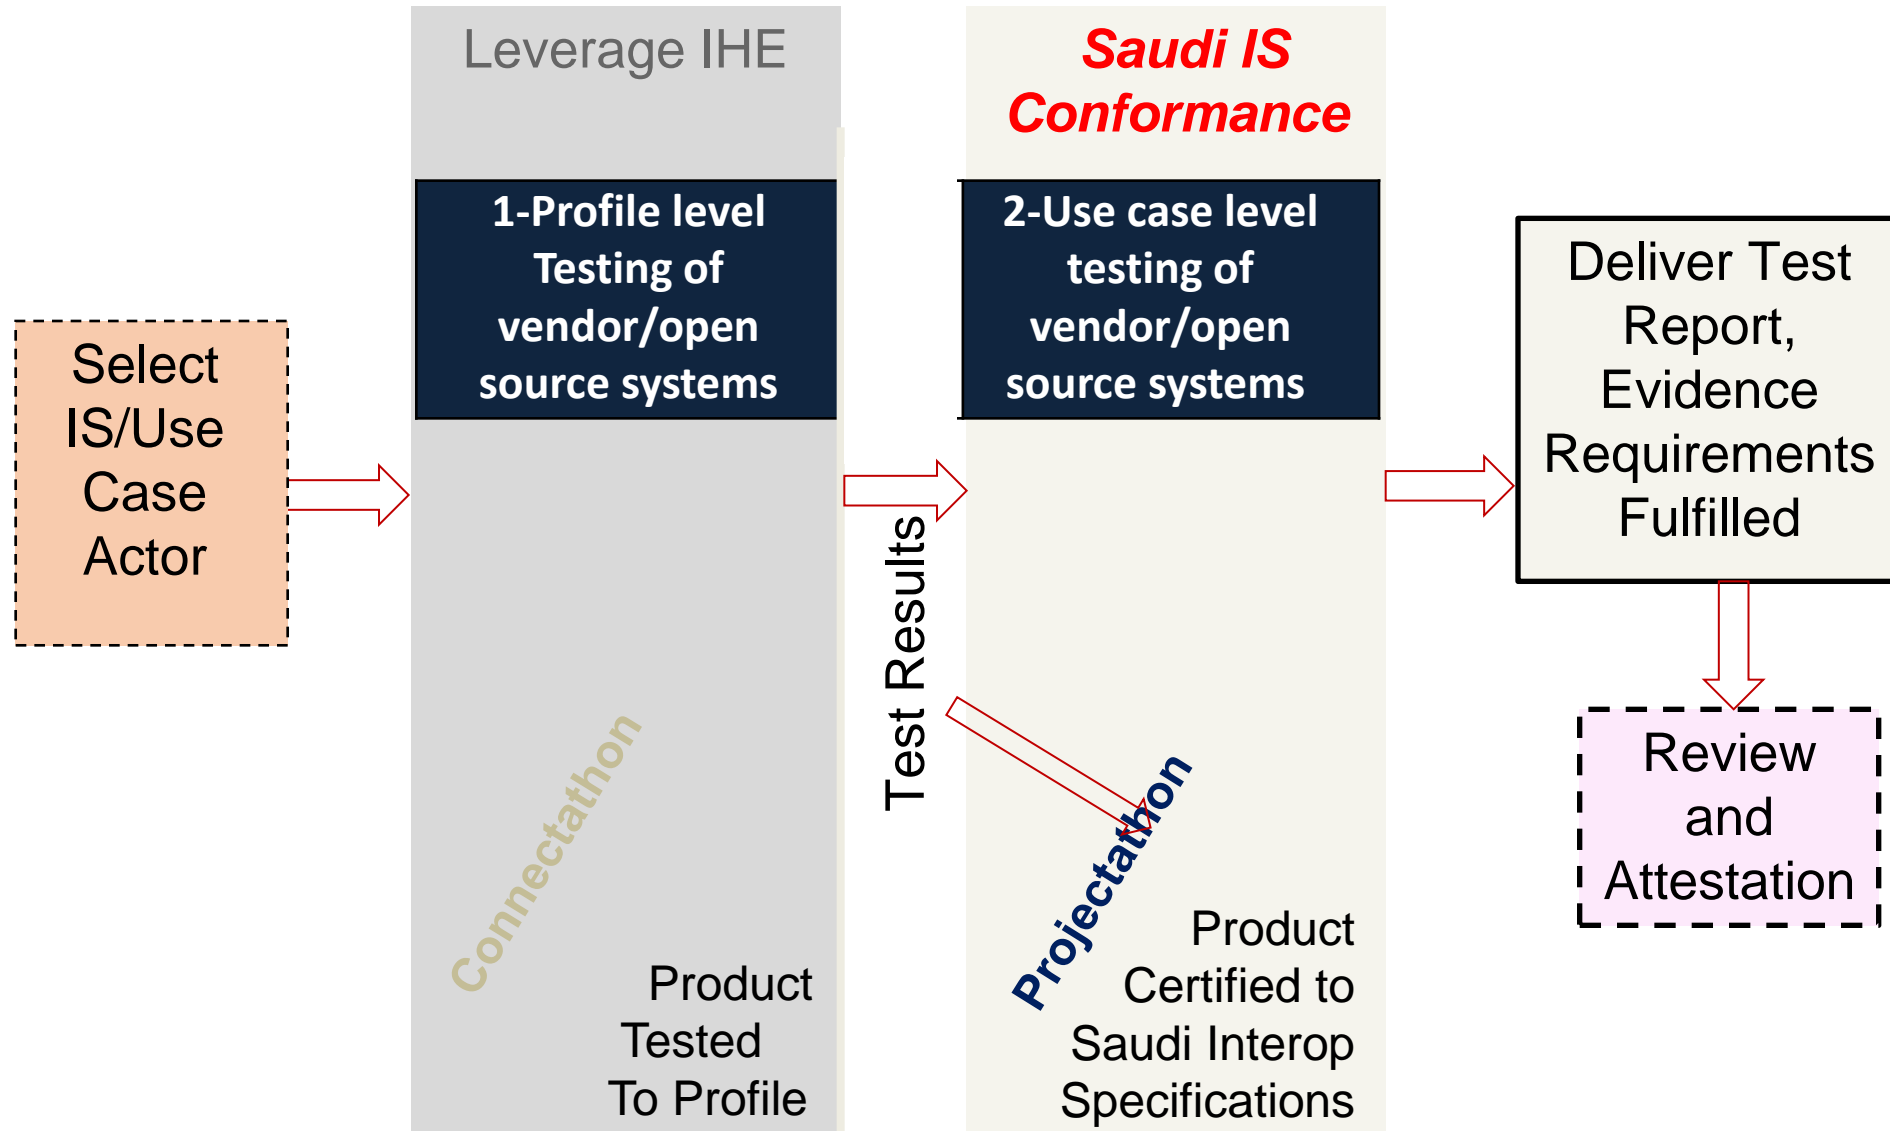 Leverage IHE
Saudi IS
Conformance
1-Profile level
Testing of
vendor/open
source systems
2-Use case level
testing of
vendor/open
source systems
Select
IS/Use
Case
Actor
Deliver Test
Report,
Evidence
Requirements
Fulfilled
Test Results
Connectathon
Projectathon
Review
and
Attestation
Product
Tested
To Profile
Product
Certified to
Saudi Interop
Specifications